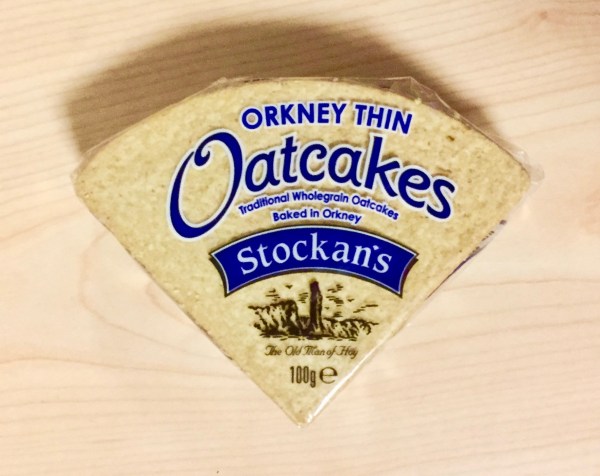 ORKNEY THIN
Oatcakes
Traditional Wholegrain Oatcakes
Baked in Orkney
Stockan's
The Old Man of Hoy
100g ℮